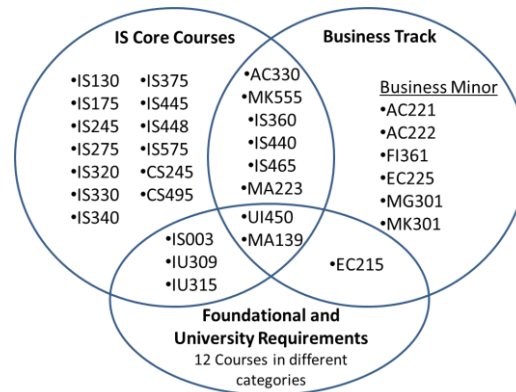 IS Core Courses
Business Track
•IS130
•IS175
•IS245
•IS275
•IS320
•IS330
•IS340
•IS375
•IS445
•IS448
•IS575
•CS245
•CS495
•AC330
•MK555
•IS360
•IS440
•IS465
•MA223
Business Minor
•AC221
•AC222
•FI361
•EC225
•MG301
•MK301
•UI450
•MA139
•IS003
•IU309
•IU315
•EC215
Foundational and
University Requirements
12 Courses in different
categories